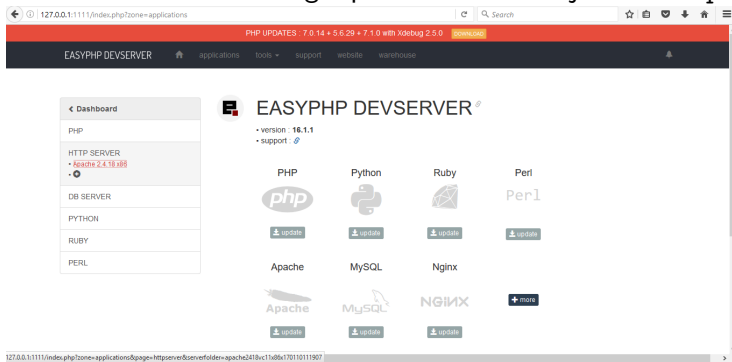 127.0.0.1:1111/index.php?zone=applications
Search
PHP UPDATES : 7.0.14 + 5.6.29 + 7.1.0 with Xdebug 2.5.0 DOWNLOAD
EASYPHP DEVSERVER applications tools support website warehouse
Dashboard
PHP
HTTP SERVER
• Apache 2.4.18 x86
DB SERVER
PYTHON
RUBY
PERL
EASYPHP DEVSERVER
• version : 16.1.1
• support :
PHP Python Ruby Perl
php Perl
update update update update
Apache MySQL Nginx
Apache MySQL NGINX + more
update update update
127.0.0.1:1111/index.php?zone=applications&page=httpserver&serverfolder=apache2418vc11x86x170110111907